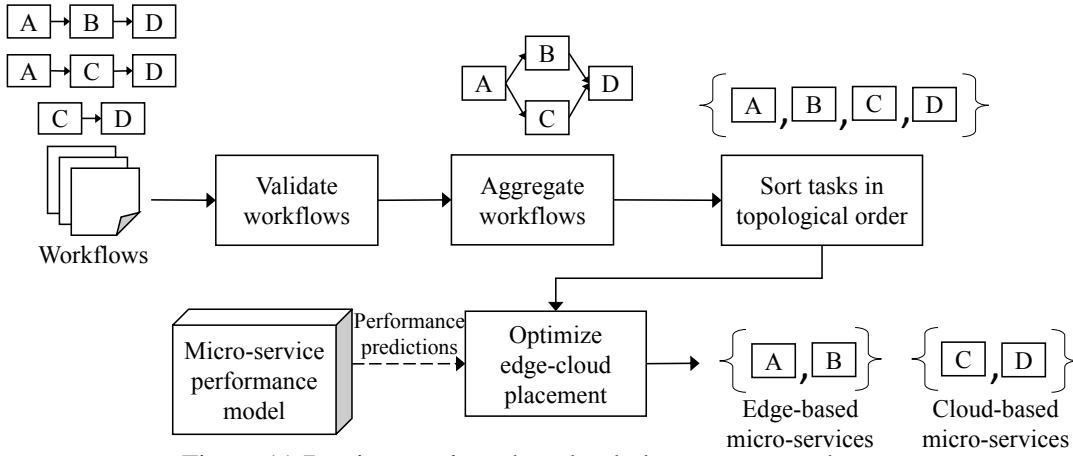 A B D
A C D
C D
Workflows
Validate
workflows
A B C D
Aggregate
workflows
{ A , B , C , D }
Sort tasks in
topological order
Micro-service
performance
model
Performance
predictions
Optimize
edge-cloud
placement
{ A , B }
Edge-based
micro-services
{ C , D }
Cloud-based
micro-services